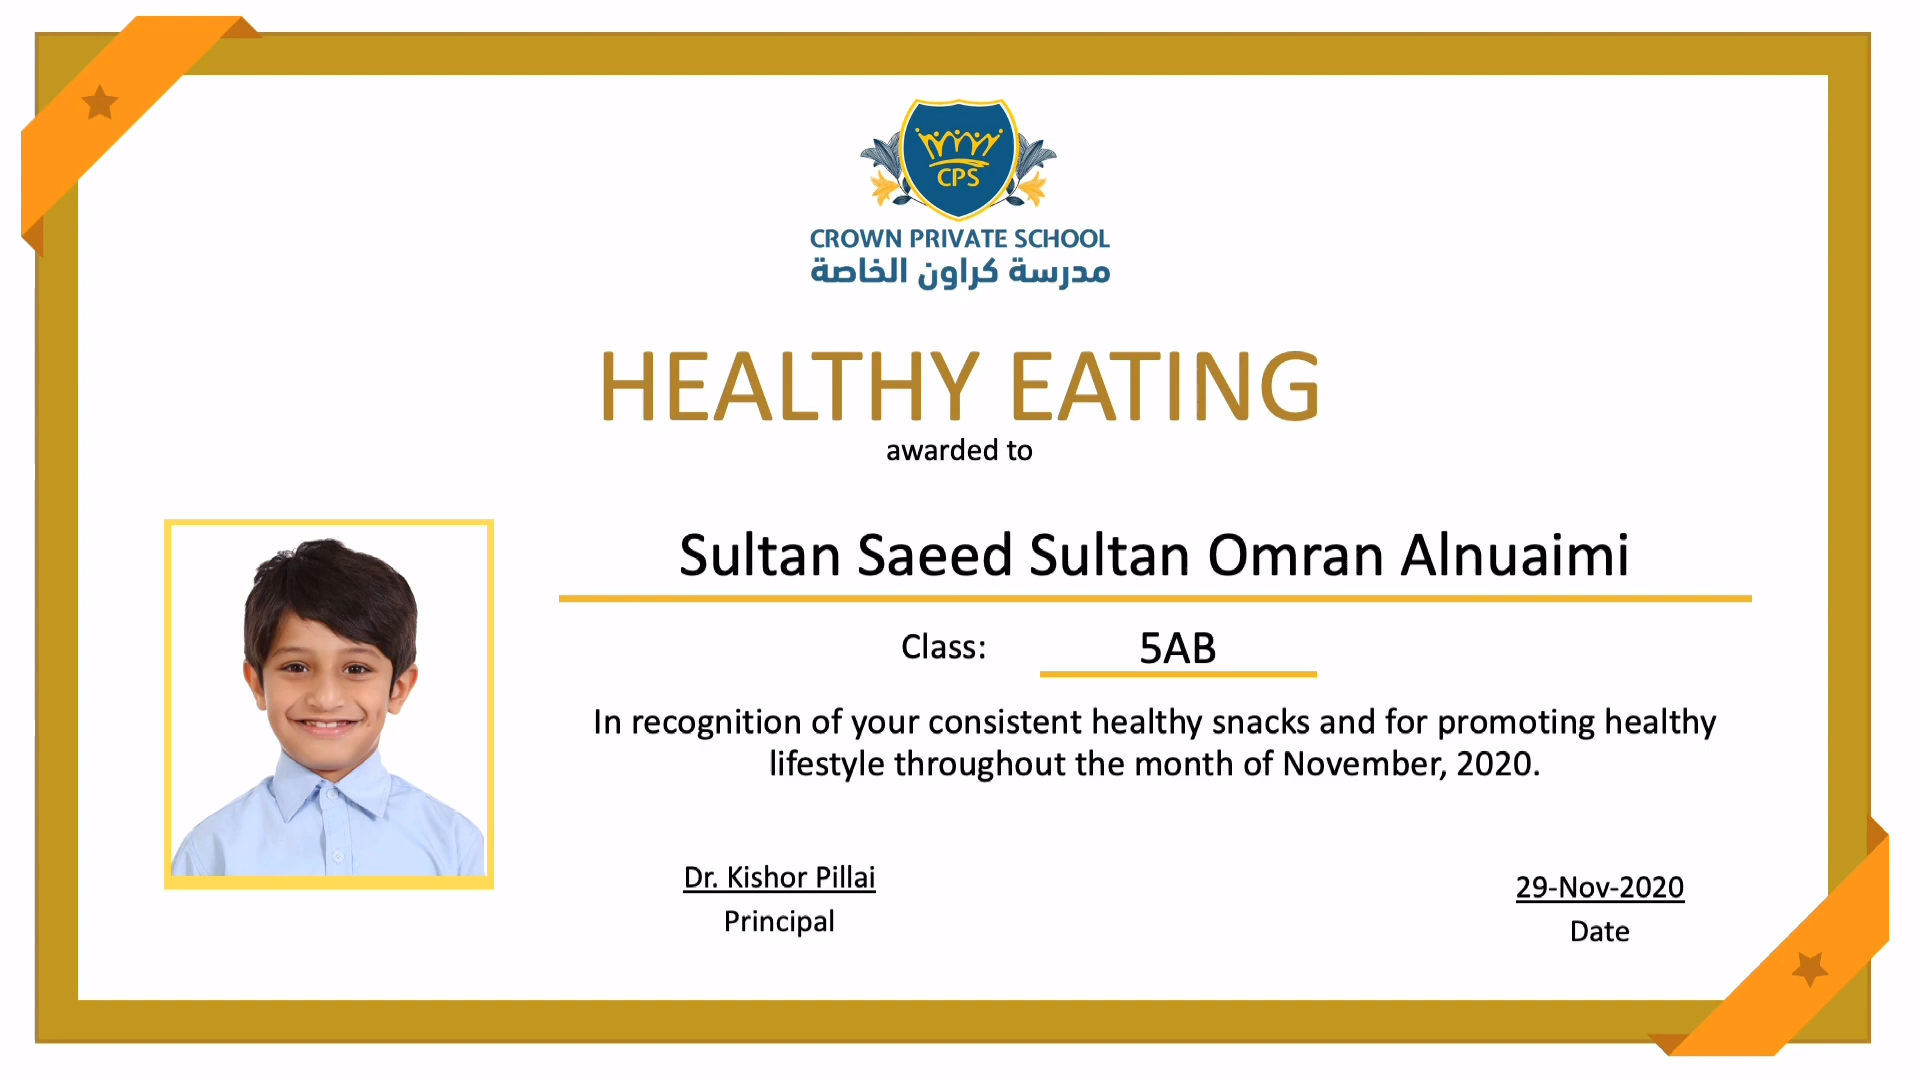 CPS
CROWN PRIVATE SCHOOL
مدرسة كراون الخاصة
HEALTHY EATING
awarded to
Sultan Saeed Sultan Omran Alnuaimi
Class: 5AB
In recognition of your consistent healthy snacks and for promoting healthy
lifestyle throughout the month of November, 2020.
Dr. Kishor Pillai
Principal
29-Nov-2020
Date